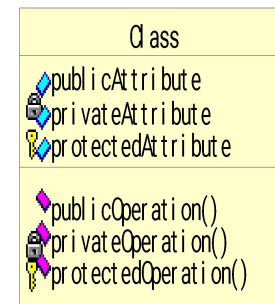 Class
publicAttribute
privateAttribute
protectedAttribute
publicOperation()
privateOperation()
protectedOperation()